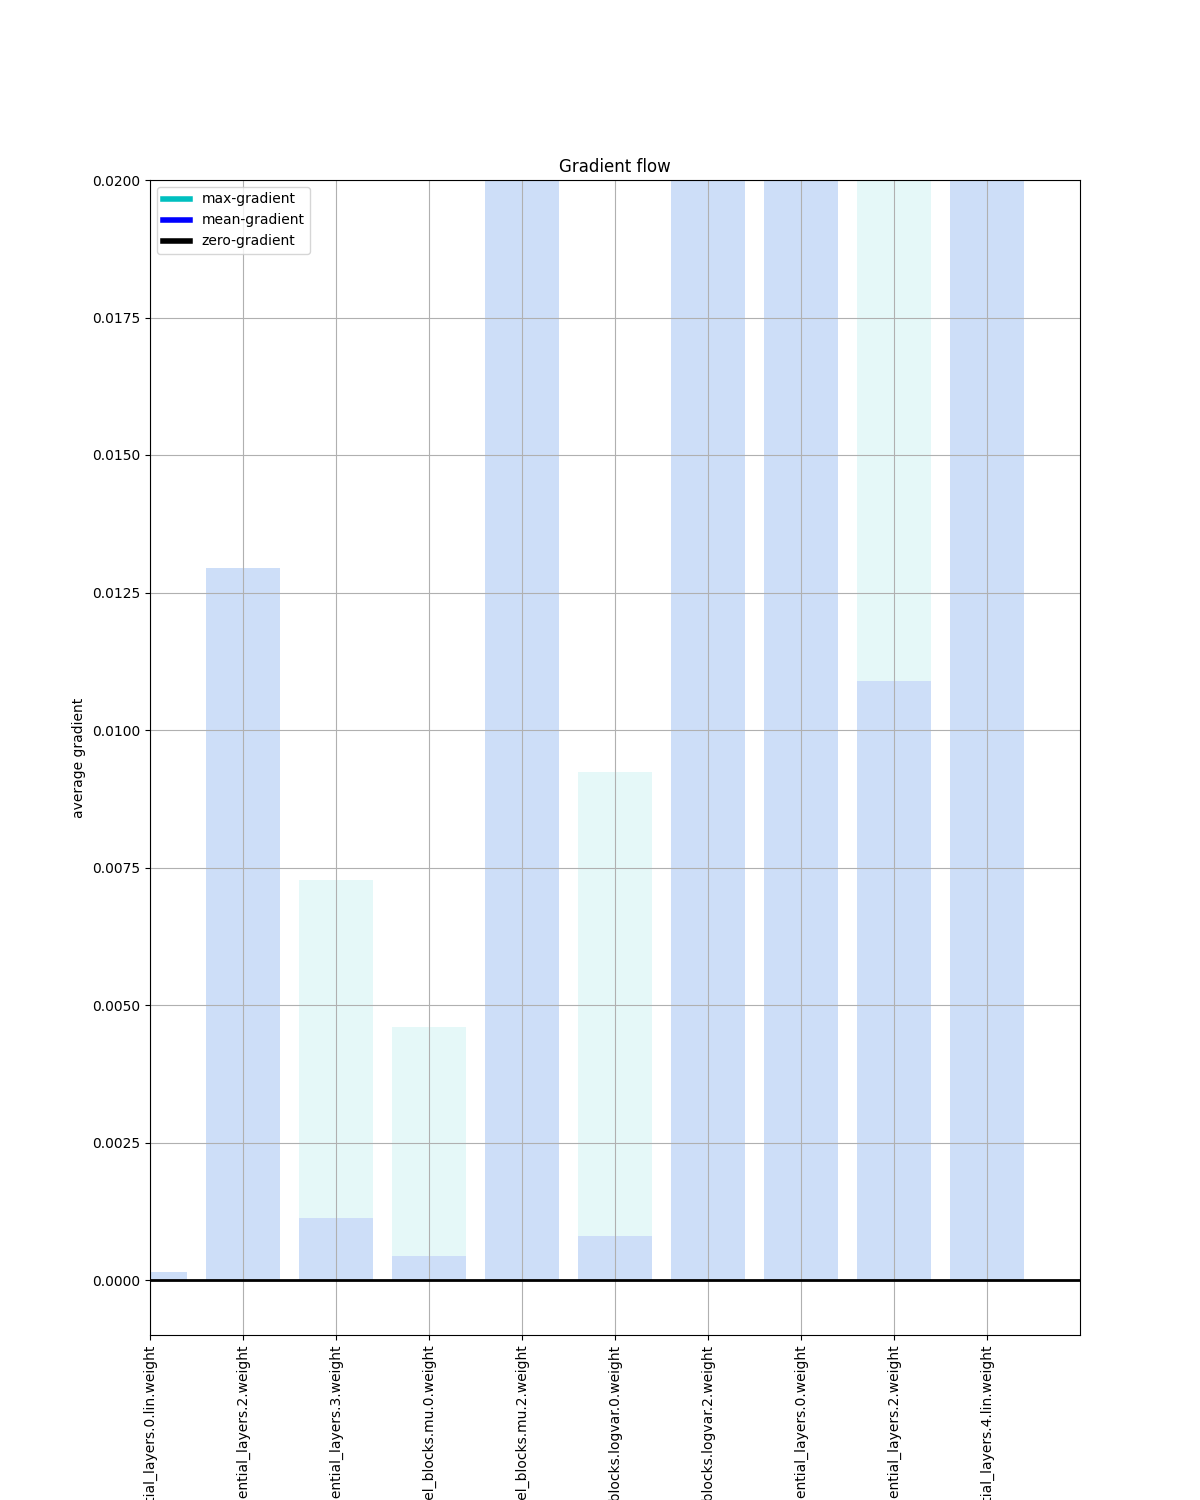 Gradient flow
max-gradient
mean-gradient
zero-gradient
0.0200
0.0175
0.0150
0.0125
0.0100
0.0075
0.0050
0.0025
0.0000
average gradient
tial_layers.0.lin.weight
ential_layers.2.weight
ential_layers.3.weight
el_blocks.mu.0.weight
el_blocks.mu.2.weight
blocks.logvar.0.weight
blocks.logvar.2.weight
ential_layers.0.weight
ential_layers.2.weight
tial_layers.4.lin.weight